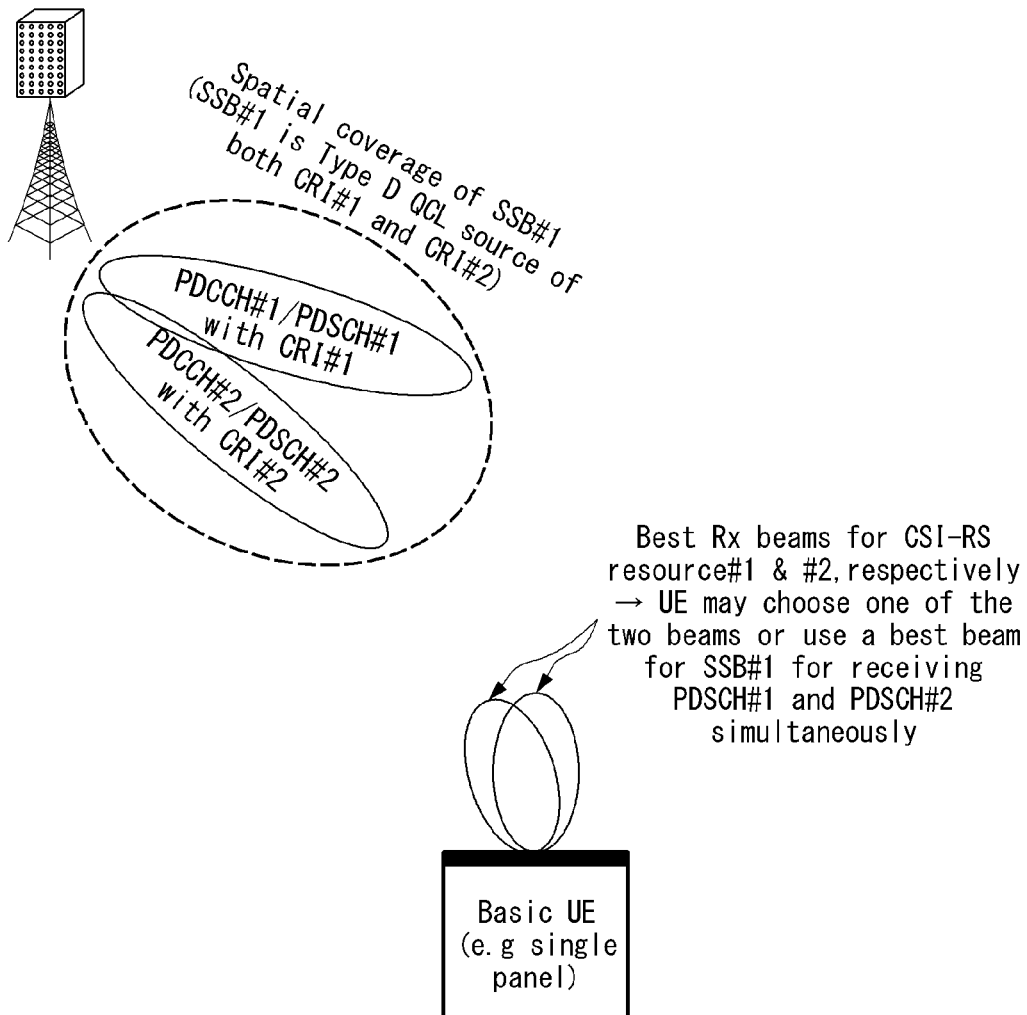 Spatial coverage of SSB#1
(SSB#1 is Type D QCL source of
both CRI#1 and CRI#2)
PDCCH#1/PDSCH#1
with CRI#1
PDCCH#2/PDSCH#2
with CRI#2
Best Rx beams for CSI-RS
resource#1 & #2,respectively
→ UE may choose one of the
two beams or use a best beam
for SSB#1 for receiving
PDSCH#1 and PDSCH#2
simultaneously
Basic UE
(e.g single
panel)